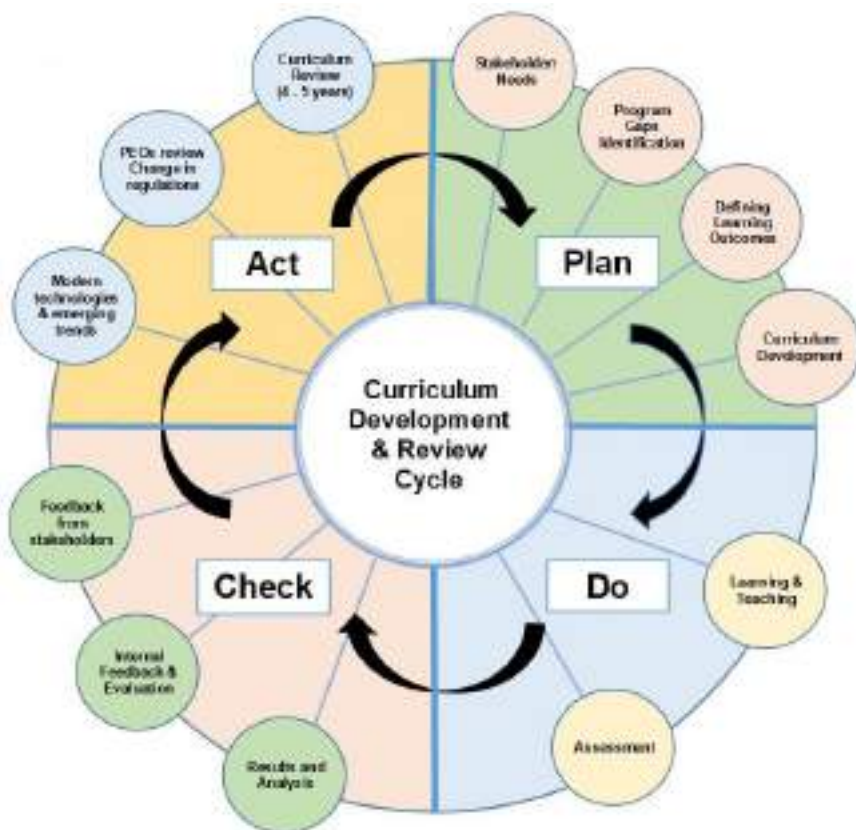 Curriculum
Review
(4 - 5 years)
Stakeholders
Needs
Program
Gaps
Identification
PEOs review
Change in
regulations
Defining
Learning
Outcomes
Act
Plan
Modern
technologies
& emerging
trends
Curriculum
Development
Curriculum
Development
& Review
Cycle
Feedback
from
stakeholders
Check
Do
Learning &
Teaching
Internal
Feedback &
Evaluation
Assessment
Results and
Analysis